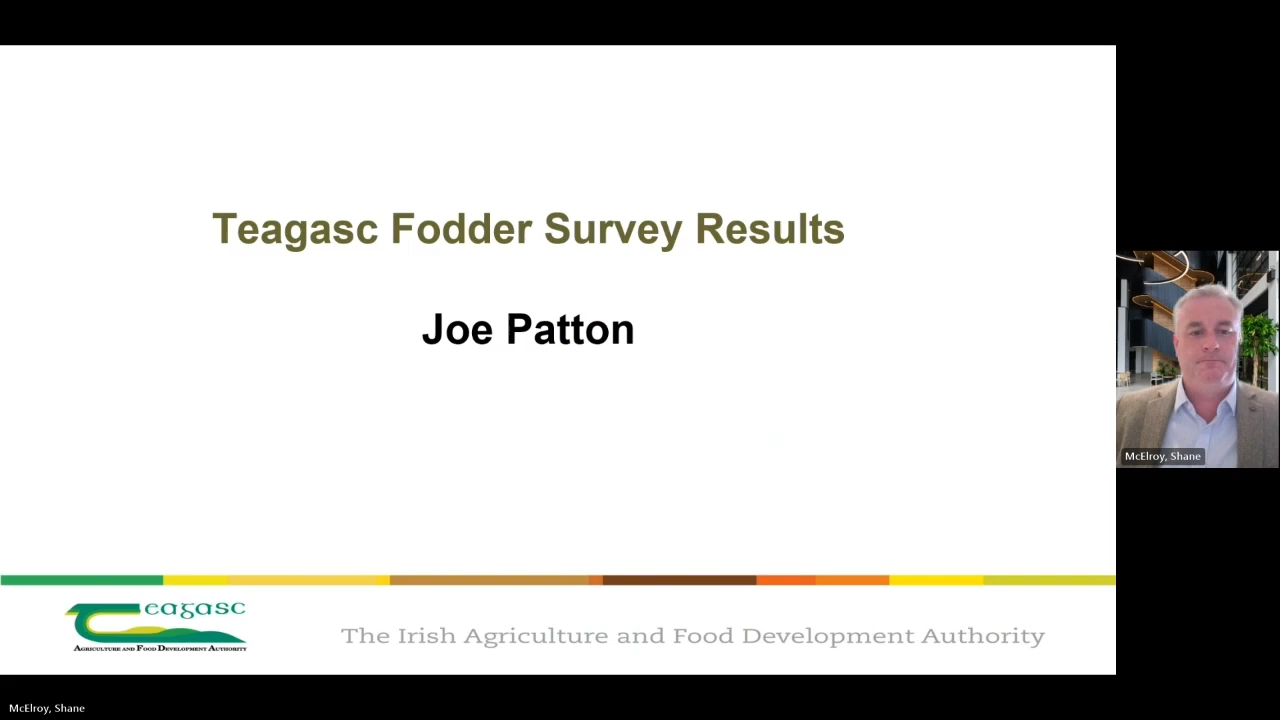 Teagasc Fodder Survey Results
Joe Patton
McElroy, Shane
eagasc
AGRICULTURE AND FOOD DEVELOPMENT AUTHORITY
The Irish Agriculture and Food Development Authority
McElroy, Shane